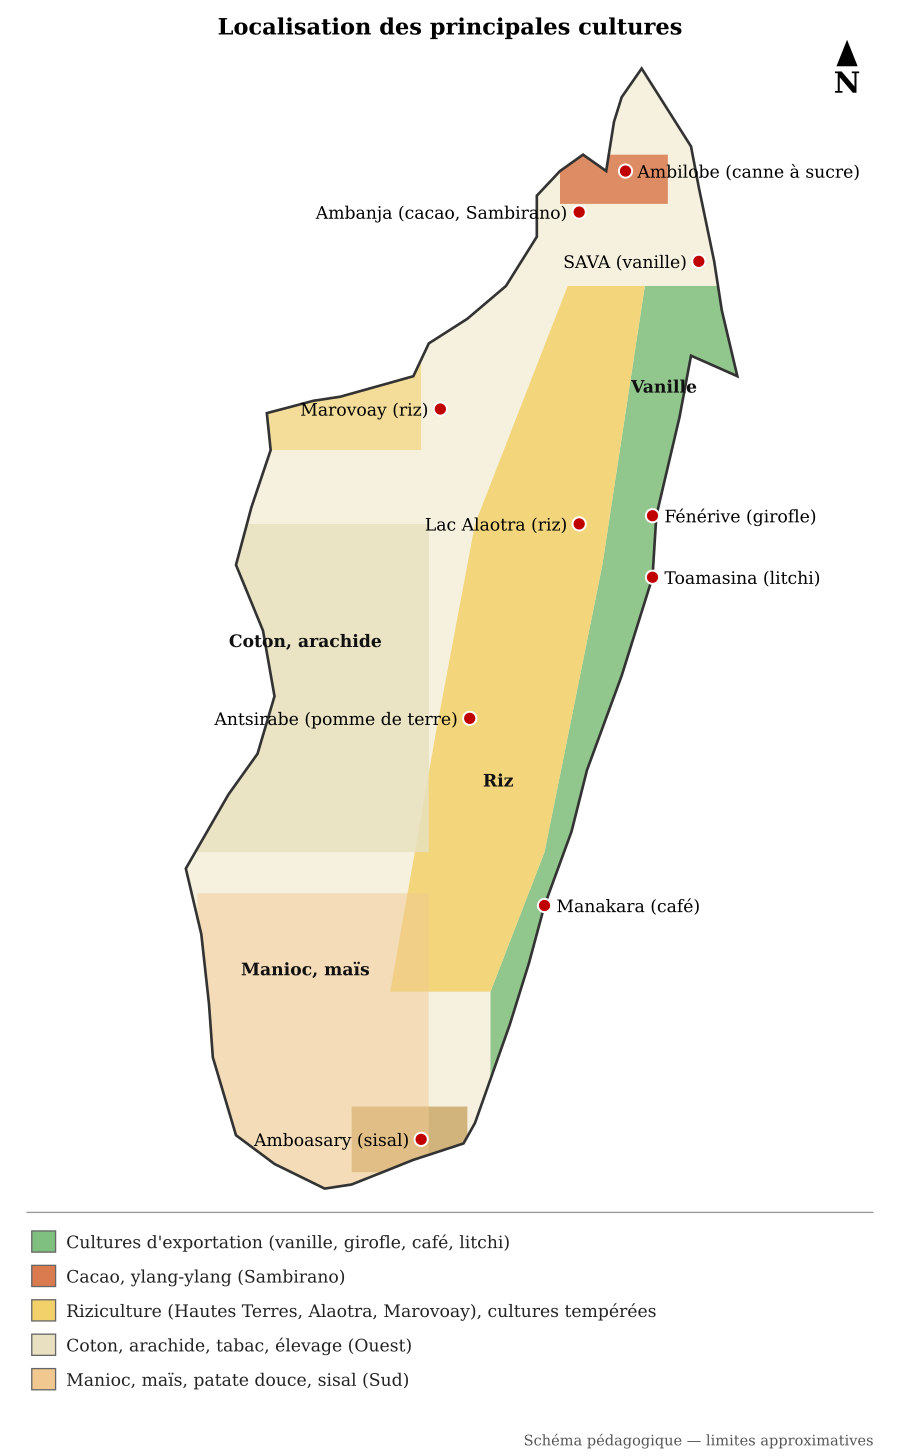 Localisation des principales cultures
N
Ambilobe (canne à sucre)
Ambanja (cacao, Sambirano)
SAVA (vanille)
Vanille
Marovoay (riz)
Fénérive (girofle)
Lac Alaotra (riz)
Toamasina (litchi)
Coton, arachide
Antsirabe (pomme de terre)
Riz
Manakara (café)
Manioc, maïs
Amboasary (sisal)
Cultures d'exportation (vanille, girofle, café, litchi)
Cacao, ylang-ylang (Sambirano)
Riziculture (Hautes Terres, Alaotra, Marovoay), cultures tempérées
Coton, arachide, tabac, élevage (Ouest)
Manioc, maïs, patate douce, sisal (Sud)
Schéma pédagogique — limites approximatives